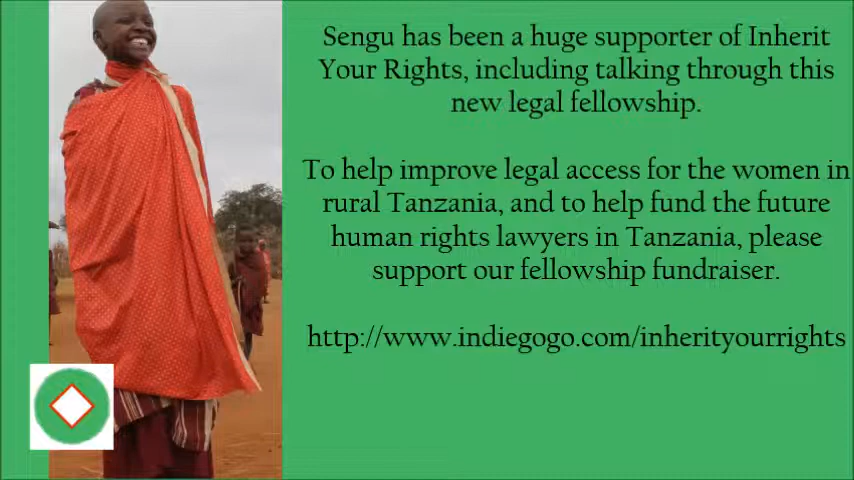 Sengu has been a huge supporter of Inherit
Your Rights, including talking through this
new legal fellowship.
To help improve legal access for the women in
rural Tanzania, and to help fund the future
human rights lawyers in Tanzania, please
support our fellowship fundraiser.
http://www.indiegogo.com/inherityourrights